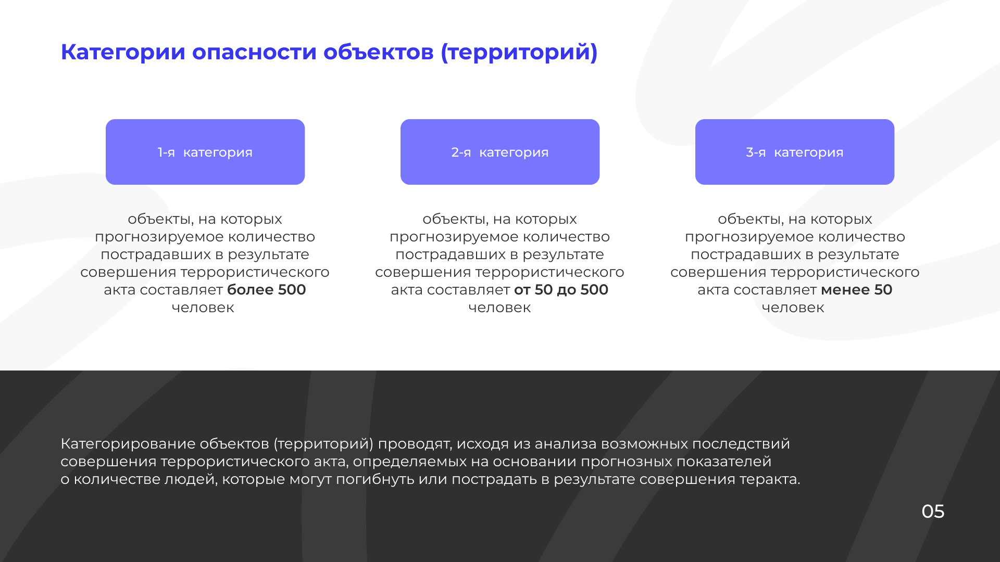 Категории опасности объектов (территорий)
1-я категория
объекты, на которых
прогнозируемое количество
пострадавших в результате
совершения террористического
акта составляет более 500
человек
2-я категория
объекты, на которых
прогнозируемое количество
пострадавших в результате
совершения террористического
акта составляет от 50 до 500
человек
3-я категория
объекты, на которых
прогнозируемое количество
пострадавших в результате
совершения террористического
акта составляет менее 50
человек
Категорирование объектов (территорий) проводят, исходя из анализа возможных последствий
совершения террористического акта, определяемых на основании прогнозных показателей
о количестве людей, которые могут погибнуть или пострадать в результате совершения теракта.
05